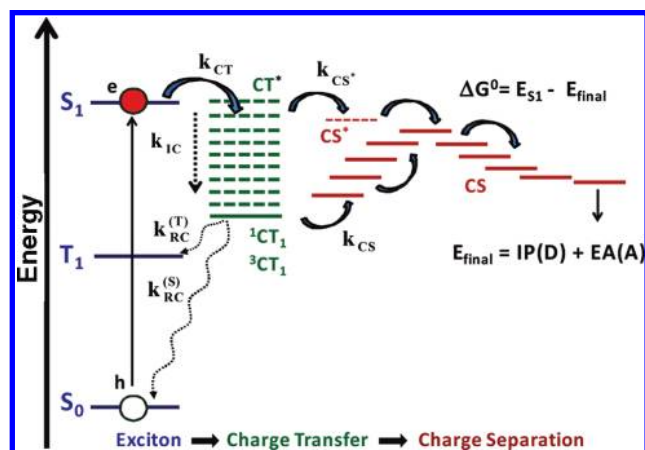 Energy
S₁
e
k_CT
CT*
k_CS*
ΔG⁰= E_S1 - E_final
k_IC
CS*
CS
k_RC^(T)
¹CT₁
k_CS
T₁
³CT₁
E_final = IP(D) + EA(A)
k_RC^(S)
h
S₀
Exciton → Charge Transfer → Charge Separation